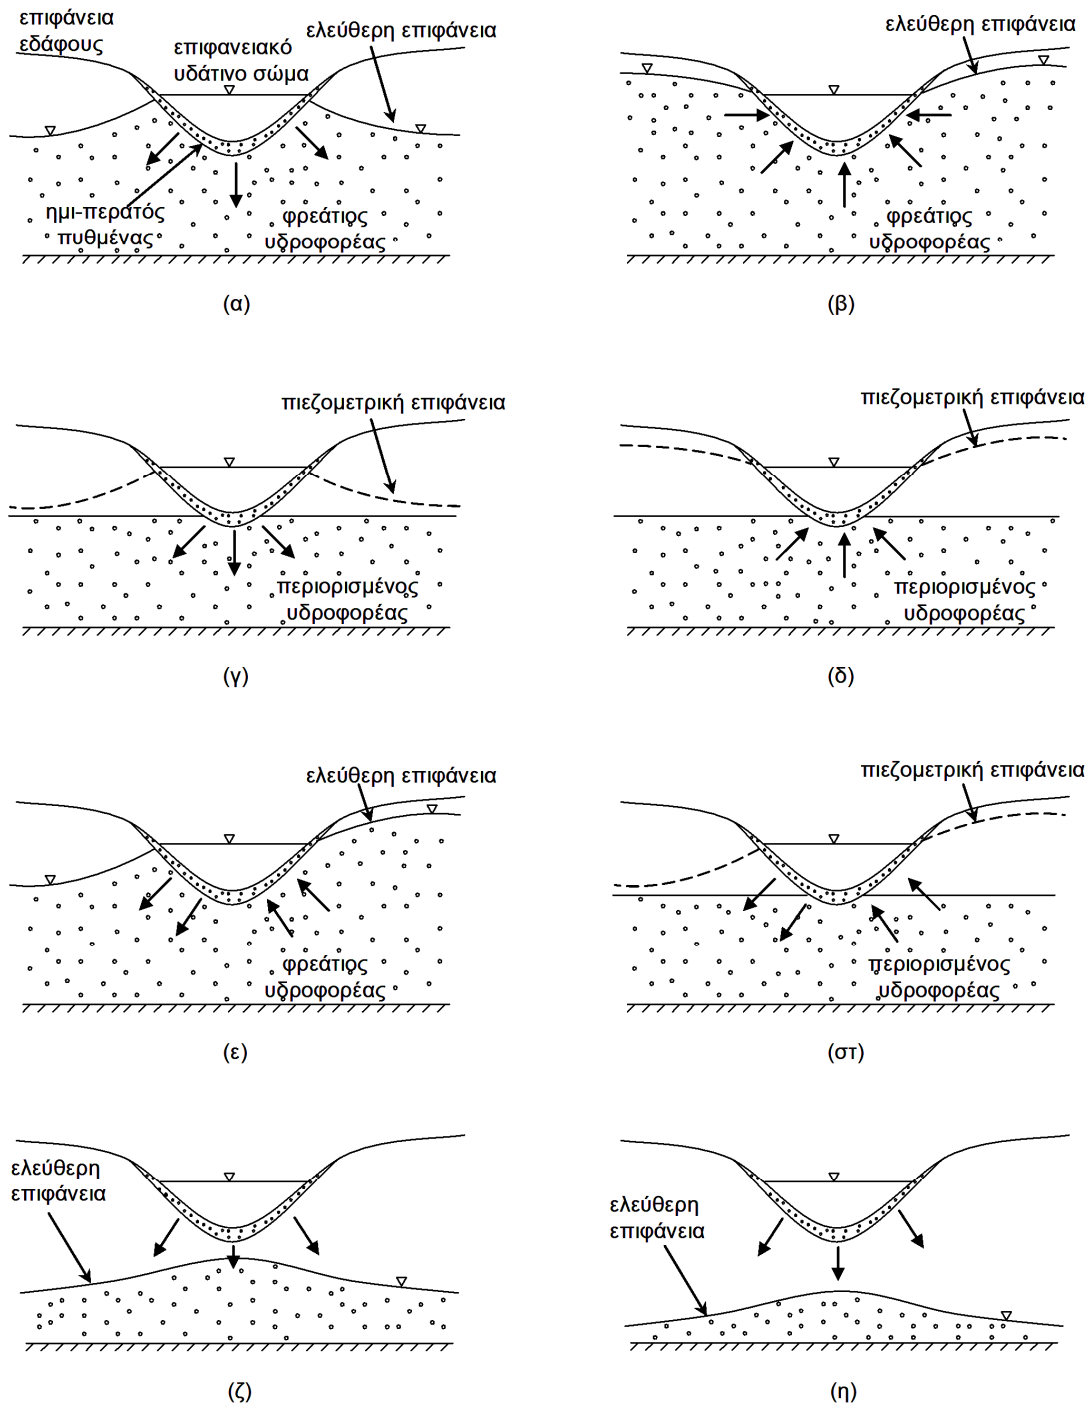 επιφάνεια
εδάφους
επιφανειακό
υδάτινο σώμα
ελεύθερη επιφάνεια
ημι-περατός
πυθμένας
φρεάτιος
υδροφορέας
(α)
ελεύθερη επιφάνεια
φρεάτιος
υδροφορέας
(β)
πιεζομετρική επιφάνεια
περιορισμένος
υδροφορέας
(γ)
πιεζομετρική επιφάνεια
περιορισμένος
υδροφορέας
(δ)
ελεύθερη επιφάνεια
φρεάτιος
υδροφορέας
(ε)
πιεζομετρική επιφάνεια
περιορισμένος
υδροφορέας
(στ)
ελεύθερη
επιφάνεια
(ζ)
ελεύθερη
επιφάνεια
(η)